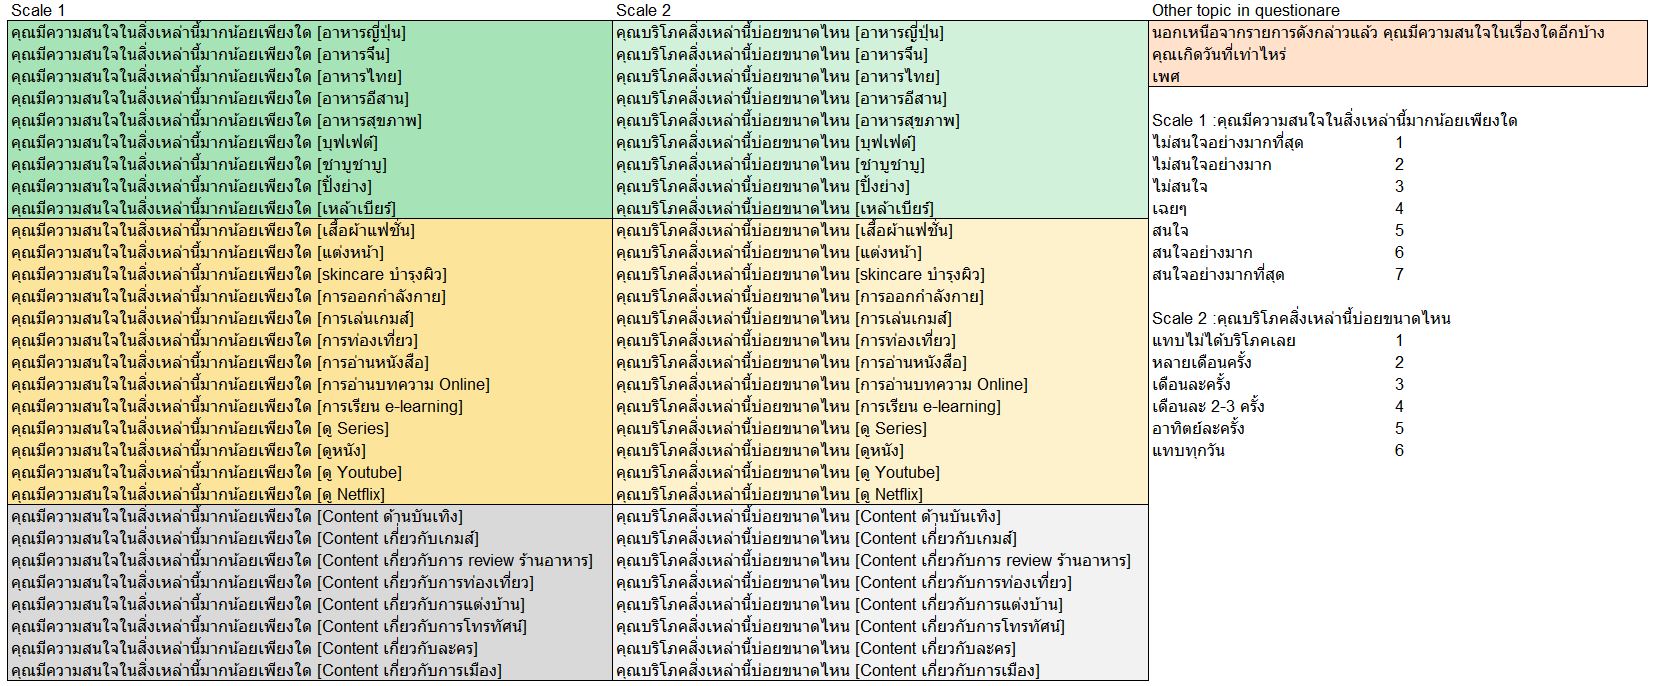 Scale 1
คุณมีความสนใจในสิ่งเหล่านี้มากน้อยเพียงใด [อาหารญี่ปุ่น]
คุณมีความสนใจในสิ่งเหล่านี้มากน้อยเพียงใด [อาหารจีน]
คุณมีความสนใจในสิ่งเหล่านี้มากน้อยเพียงใด [อาหารไทย]
คุณมีความสนใจในสิ่งเหล่านี้มากน้อยเพียงใด [อาหารอีสาน]
คุณมีความสนใจในสิ่งเหล่านี้มากน้อยเพียงใด [อาหารสุขภาพ]
คุณมีความสนใจในสิ่งเหล่านี้มากน้อยเพียงใด [บุฟเฟต์]
คุณมีความสนใจในสิ่งเหล่านี้มากน้อยเพียงใด [ชาบูชาบู]
คุณมีความสนใจในสิ่งเหล่านี้มากน้อยเพียงใด [ปิ้งย่าง]
คุณมีความสนใจในสิ่งเหล่านี้มากน้อยเพียงใด [เหล้าเบียร์]
คุณมีความสนใจในสิ่งเหล่านี้มากน้อยเพียงใด [เสื้อผ้าแฟชั่น]
คุณมีความสนใจในสิ่งเหล่านี้มากน้อยเพียงใด [แต่งหน้า]
คุณมีความสนใจในสิ่งเหล่านี้มากน้อยเพียงใด [skincare บำรุงผิว]
คุณมีความสนใจในสิ่งเหล่านี้มากน้อยเพียงใด [การออกกำลังกาย]
คุณมีความสนใจในสิ่งเหล่านี้มากน้อยเพียงใด [การเล่นเกมส์]
คุณมีความสนใจในสิ่งเหล่านี้มากน้อยเพียงใด [การท่องเที่ยว]
คุณมีความสนใจในสิ่งเหล่านี้มากน้อยเพียงใด [การอ่านหนังสือ]
คุณมีความสนใจในสิ่งเหล่านี้มากน้อยเพียงใด [การอ่านบทความ Online]
คุณมีความสนใจในสิ่งเหล่านี้มากน้อยเพียงใด [การเรียน e-learning]
คุณมีความสนใจในสิ่งเหล่านี้มากน้อยเพียงใด [ดู Series]
คุณมีความสนใจในสิ่งเหล่านี้มากน้อยเพียงใด [ดูหนัง]
คุณมีความสนใจในสิ่งเหล่านี้มากน้อยเพียงใด [ดู Youtube]
คุณมีความสนใจในสิ่งเหล่านี้มากน้อยเพียงใด [ดู Netflix]
คุณมีความสนใจในสิ่งเหล่านี้มากน้อยเพียงใด [Content ด้านบันเทิง]
คุณมีความสนใจในสิ่งเหล่านี้มากน้อยเพียงใด [Content เกี่ยวกับเกมส์]
คุณมีความสนใจในสิ่งเหล่านี้มากน้อยเพียงใด [Content เกี่ยวกับการ review ร้านอาหาร]
คุณมีความสนใจในสิ่งเหล่านี้มากน้อยเพียงใด [Content เกี่ยวกับการท่องเที่ยว]
คุณมีความสนใจในสิ่งเหล่านี้มากน้อยเพียงใด [Content เกี่ยวกับการแต่งบ้าน]
คุณมีความสนใจในสิ่งเหล่านี้มากน้อยเพียงใด [Content เกี่ยวกับการโทรทัศน์]
คุณมีความสนใจในสิ่งเหล่านี้มากน้อยเพียงใด [Content เกี่ยวกับละคร]
คุณมีความสนใจในสิ่งเหล่านี้มากน้อยเพียงใด [Content เกี่ยวกับการเมือง]
Scale 2
คุณบริโภคสิ่งเหล่านี้บ่อยขนาดไหน [อาหารญี่ปุ่น]
คุณบริโภคสิ่งเหล่านี้บ่อยขนาดไหน [อาหารจีน]
คุณบริโภคสิ่งเหล่านี้บ่อยขนาดไหน [อาหารไทย]
คุณบริโภคสิ่งเหล่านี้บ่อยขนาดไหน [อาหารอีสาน]
คุณบริโภคสิ่งเหล่านี้บ่อยขนาดไหน [อาหารสุขภาพ]
คุณบริโภคสิ่งเหล่านี้บ่อยขนาดไหน [บุฟเฟต์]
คุณบริโภคสิ่งเหล่านี้บ่อยขนาดไหน [ชาบูชาบู]
คุณบริโภคสิ่งเหล่านี้บ่อยขนาดไหน [ปิ้งย่าง]
คุณบริโภคสิ่งเหล่านี้บ่อยขนาดไหน [เหล้าเบียร์]
คุณบริโภคสิ่งเหล่านี้บ่อยขนาดไหน [เสื้อผ้าแฟชั่น]
คุณบริโภคสิ่งเหล่านี้บ่อยขนาดไหน [แต่งหน้า]
คุณบริโภคสิ่งเหล่านี้บ่อยขนาดไหน [skincare บำรุงผิว]
คุณบริโภคสิ่งเหล่านี้บ่อยขนาดไหน [การออกกำลังกาย]
คุณบริโภคสิ่งเหล่านี้บ่อยขนาดไหน [การเล่นเกมส์]
คุณบริโภคสิ่งเหล่านี้บ่อยขนาดไหน [การท่องเที่ยว]
คุณบริโภคสิ่งเหล่านี้บ่อยขนาดไหน [การอ่านหนังสือ]
คุณบริโภคสิ่งเหล่านี้บ่อยขนาดไหน [การอ่านบทความ Online]
คุณบริโภคสิ่งเหล่านี้บ่อยขนาดไหน [การเรียน e-learning]
คุณบริโภคสิ่งเหล่านี้บ่อยขนาดไหน [ดู Series]
คุณบริโภคสิ่งเหล่านี้บ่อยขนาดไหน [ดูหนัง]
คุณบริโภคสิ่งเหล่านี้บ่อยขนาดไหน [ดู Youtube]
คุณบริโภคสิ่งเหล่านี้บ่อยขนาดไหน [ดู Netflix]
คุณบริโภคสิ่งเหล่านี้บ่อยขนาดไหน [Content ด้านบันเทิง]
คุณบริโภคสิ่งเหล่านี้บ่อยขนาดไหน [Content เกี่ยวกับเกมส์]
คุณบริโภคสิ่งเหล่านี้บ่อยขนาดไหน [Content เกี่ยวกับการ review ร้านอาหาร]
คุณบริโภคสิ่งเหล่านี้บ่อยขนาดไหน [Content เกี่ยวกับการท่องเที่ยว]
คุณบริโภคสิ่งเหล่านี้บ่อยขนาดไหน [Content เกี่ยวกับการแต่งบ้าน]
คุณบริโภคสิ่งเหล่านี้บ่อยขนาดไหน [Content เกี่ยวกับการโทรทัศน์]
คุณบริโภคสิ่งเหล่านี้บ่อยขนาดไหน [Content เกี่ยวกับละคร]
คุณบริโภคสิ่งเหล่านี้บ่อยขนาดไหน [Content เกี่ยวกับการเมือง]
Other topic in questionare
นอกเหนือจากรายการดังกล่าวแล้ว คุณมีความสนใจในเรื่องใดอีกบ้าง
คุณเกิดวันที่เท่าไหร่
เพศ
Scale 1 :คุณมีความสนใจในสิ่งเหล่านี้มากน้อยเพียงใด
ไม่สนใจอย่างมากที่สุด 1
ไม่สนใจอย่างมาก 2
ไม่สนใจ 3
เฉยๆ 4
สนใจ 5
สนใจอย่างมาก 6
สนใจอย่างมากที่สุด 7
Scale 2 :คุณบริโภคสิ่งเหล่านี้บ่อยขนาดไหน
แทบไม่ได้บริโภคเลย 1
หลายเดือนครั้ง 2
เดือนละครั้ง 3
เดือนละ 2-3 ครั้ง 4
อาทิตย์ละครั้ง 5
แทบทุกวัน 6